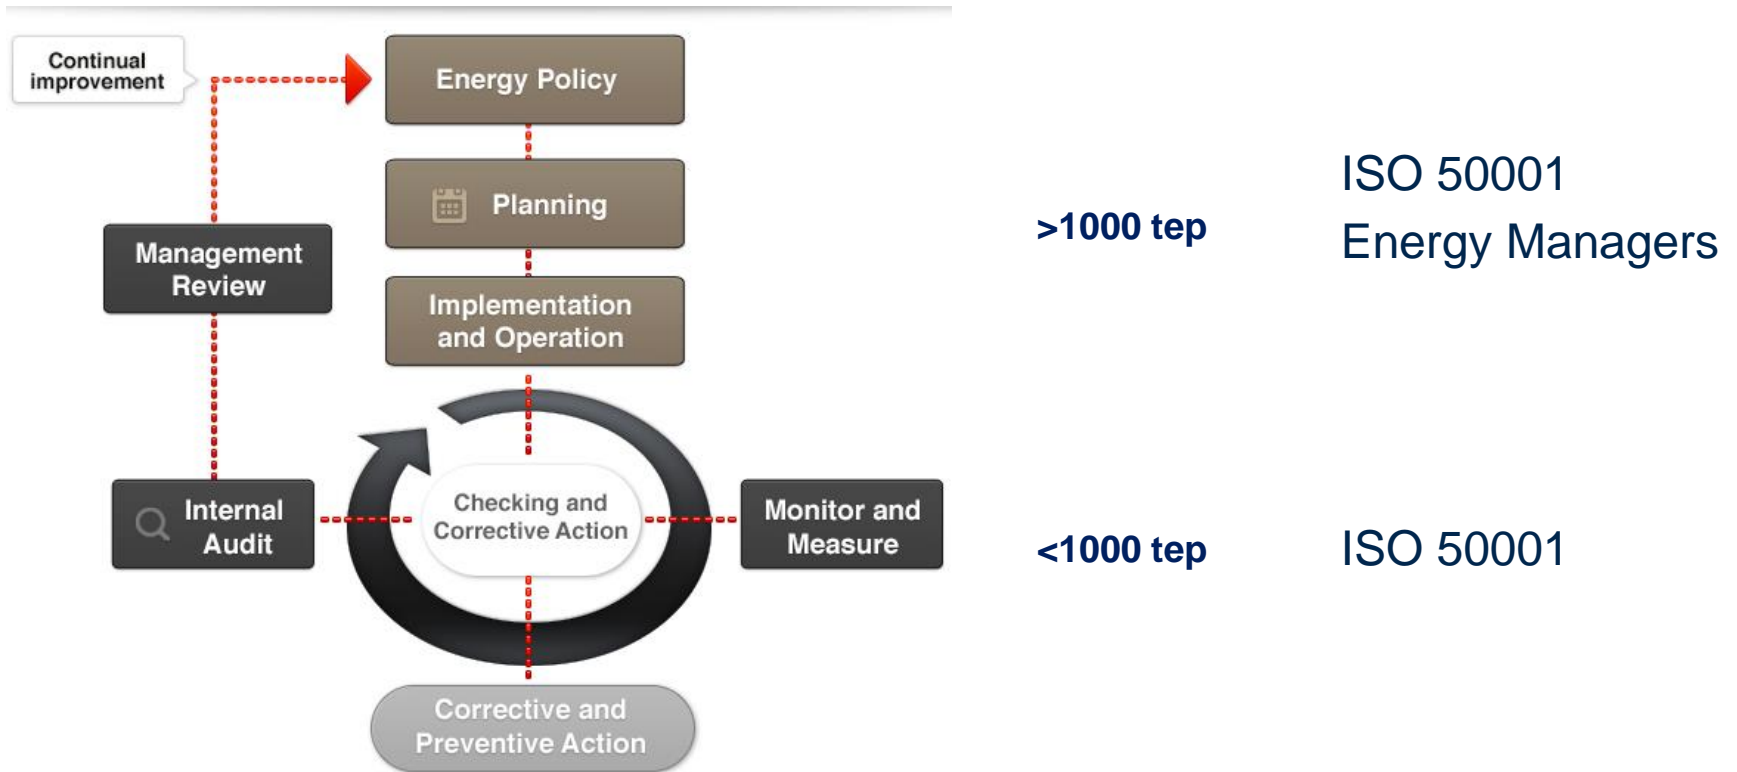 Continual
improvement
Energy Policy
Planning
Management
Review
Implementation
and Operation
Internal
Audit
Checking and
Corrective Action
Monitor and
Measure
Corrective and
Preventive Action
>1000 tep
ISO 50001
Energy Managers
<1000 tep
ISO 50001